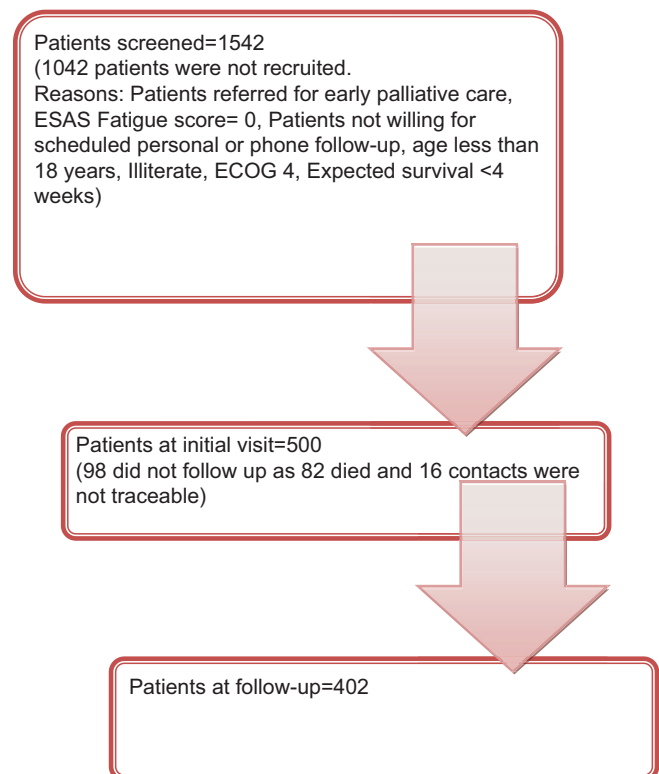 Patients screened=1542
(1042 patients were not recruited.
Reasons: Patients referred for early palliative care,
ESAS Fatigue score= 0, Patients not willing for
scheduled personal or phone follow-up, age less than
18 years, Illiterate, ECOG 4, Expected survival <4
weeks)
Patients at initial visit=500
(98 did not follow up as 82 died and 16 contacts were
not traceable)
Patients at follow-up=402